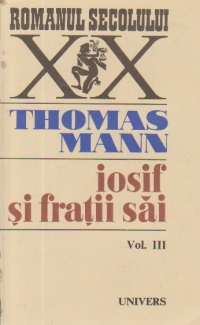 ROMANUL SECOLULUI
XX
THOMAS
MANN
iosif
și frații săi
Vol. III
UNIVERS